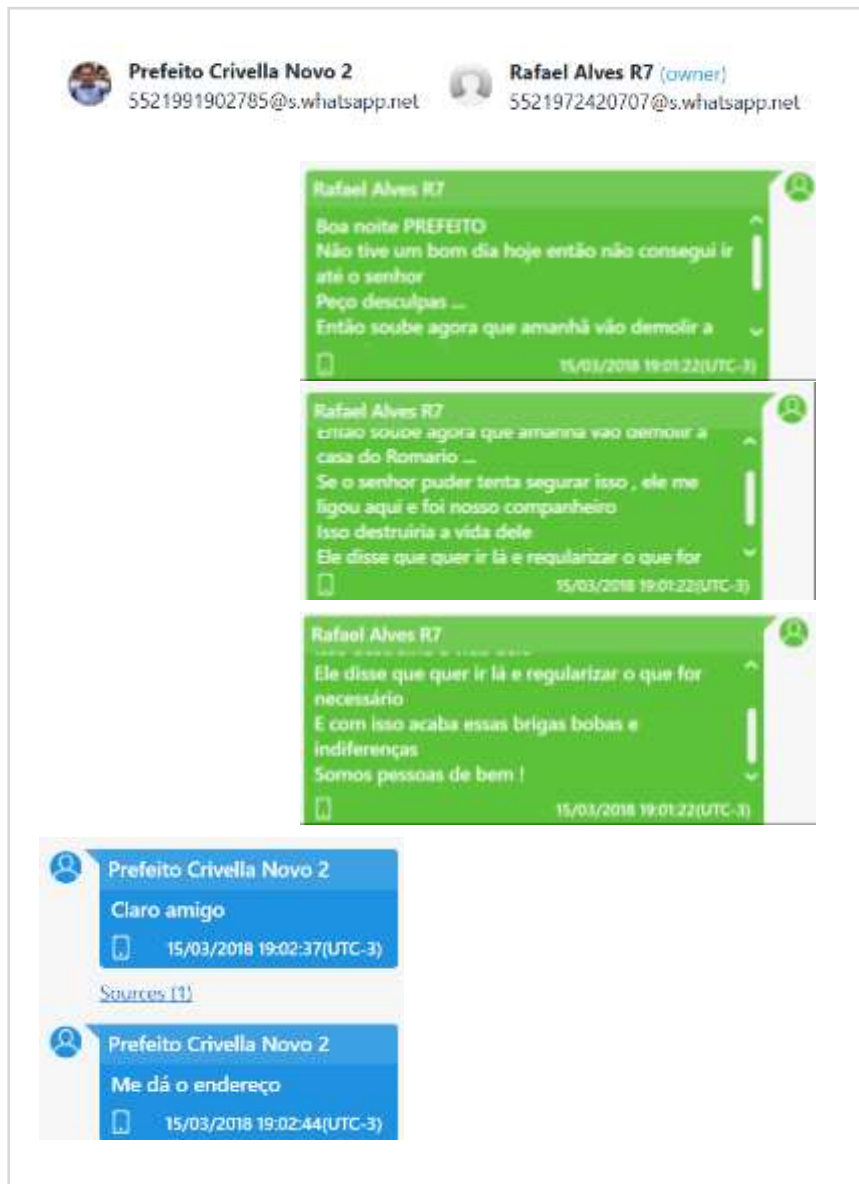 Prefeito Crivella Novo 2
5521991902785@s.whatsapp.net
Rafael Alves R7 (owner)
5521972420707@s.whatsapp.net
Rafael Alves R7
Boa noite PREFEITO
Não tive um bom dia hoje então não consegui ir
até o senhor
Peço desculpas ...
Então soube agora que amanhã vão demolir a
15/03/2018 19:01:22(UTC-3)
Rafael Alves R7
Então soube agora que amanhã vão demolir a
casa do Romario ...
Se o senhor puder tenta segurar isso , ele me
ligou aqui e foi nosso companheiro
Isso destruiria a vida dele
Ele disse que quer ir lá e regularizar o que for
15/03/2018 19:01:22(UTC-3)
Rafael Alves R7
Ele disse que quer ir lá e regularizar o que for
necessário
E com isso acaba essas brigas bobas e
indiferenças
Somos pessoas de bem !
15/03/2018 19:01:22(UTC-3)
Prefeito Crivella Novo 2
Claro amigo
15/03/2018 19:02:37(UTC-3)
Sources (1)
Prefeito Crivella Novo 2
Me dá o endereço
15/03/2018 19:02:44(UTC-3)